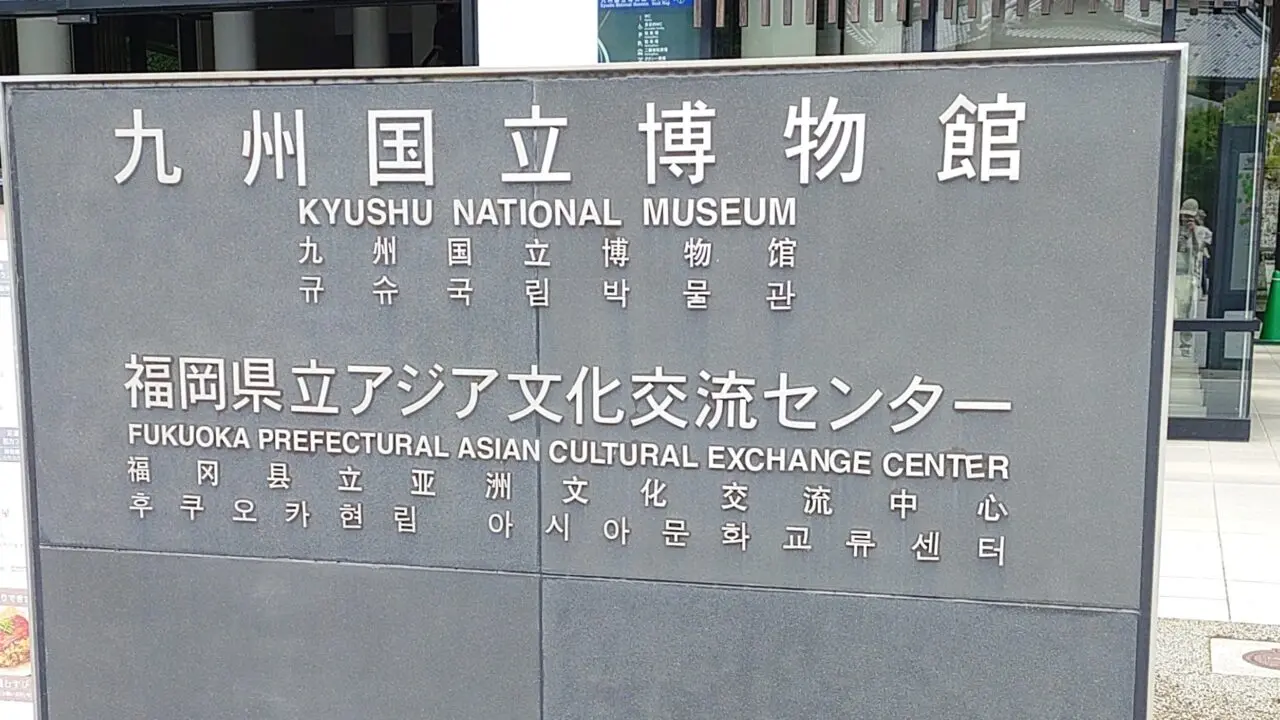 九州国立博物館
KYUSHU NATIONAL MUSEUM
九州国立博物馆
규슈국립박물관
福岡県立アジア文化交流センター
FUKUOKA PREFECTURAL ASIAN CULTURAL EXCHANGE CENTER
福冈县立亚洲文化交流中心
후쿠오카현립 아시아문화교류센터